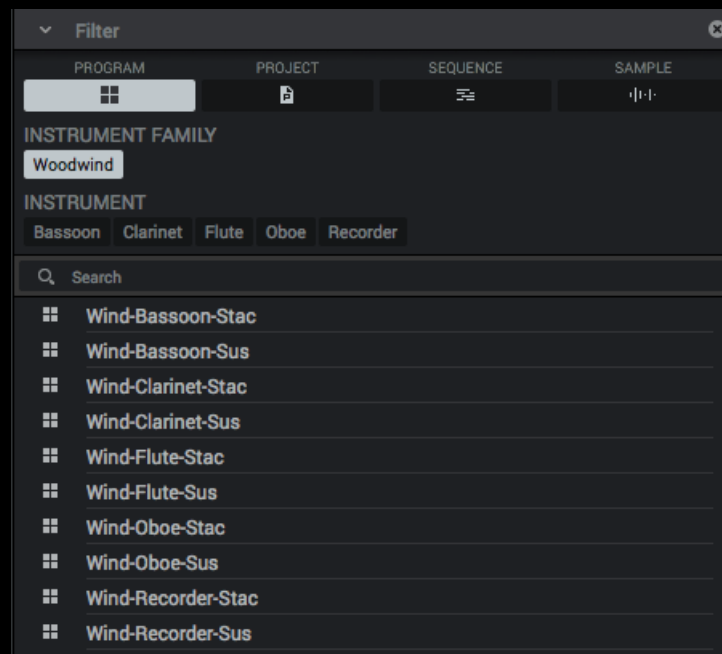 Filter
PROGRAM PROJECT SEQUENCE SAMPLE
INSTRUMENT FAMILY
Woodwind
INSTRUMENT
Bassoon Clarinet Flute Oboe Recorder
Search
Wind-Bassoon-Stac
Wind-Bassoon-Sus
Wind-Clarinet-Stac
Wind-Clarinet-Sus
Wind-Flute-Stac
Wind-Flute-Sus
Wind-Oboe-Stac
Wind-Oboe-Sus
Wind-Recorder-Stac
Wind-Recorder-Sus